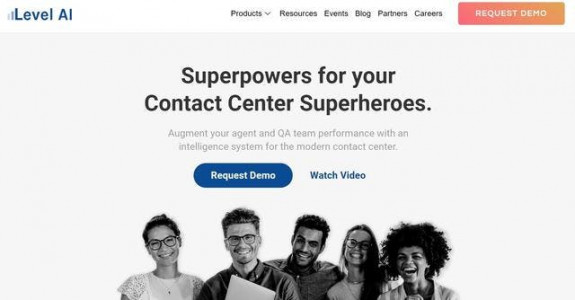 Level AI
Products
Resources
Events
Blog
Partners
Careers
REQUEST DEMO
Superpowers for your
Contact Center Superheroes.
Augment your agent and QA team performance with an
intelligence system for the modern contact center.
Request Demo
Watch Video